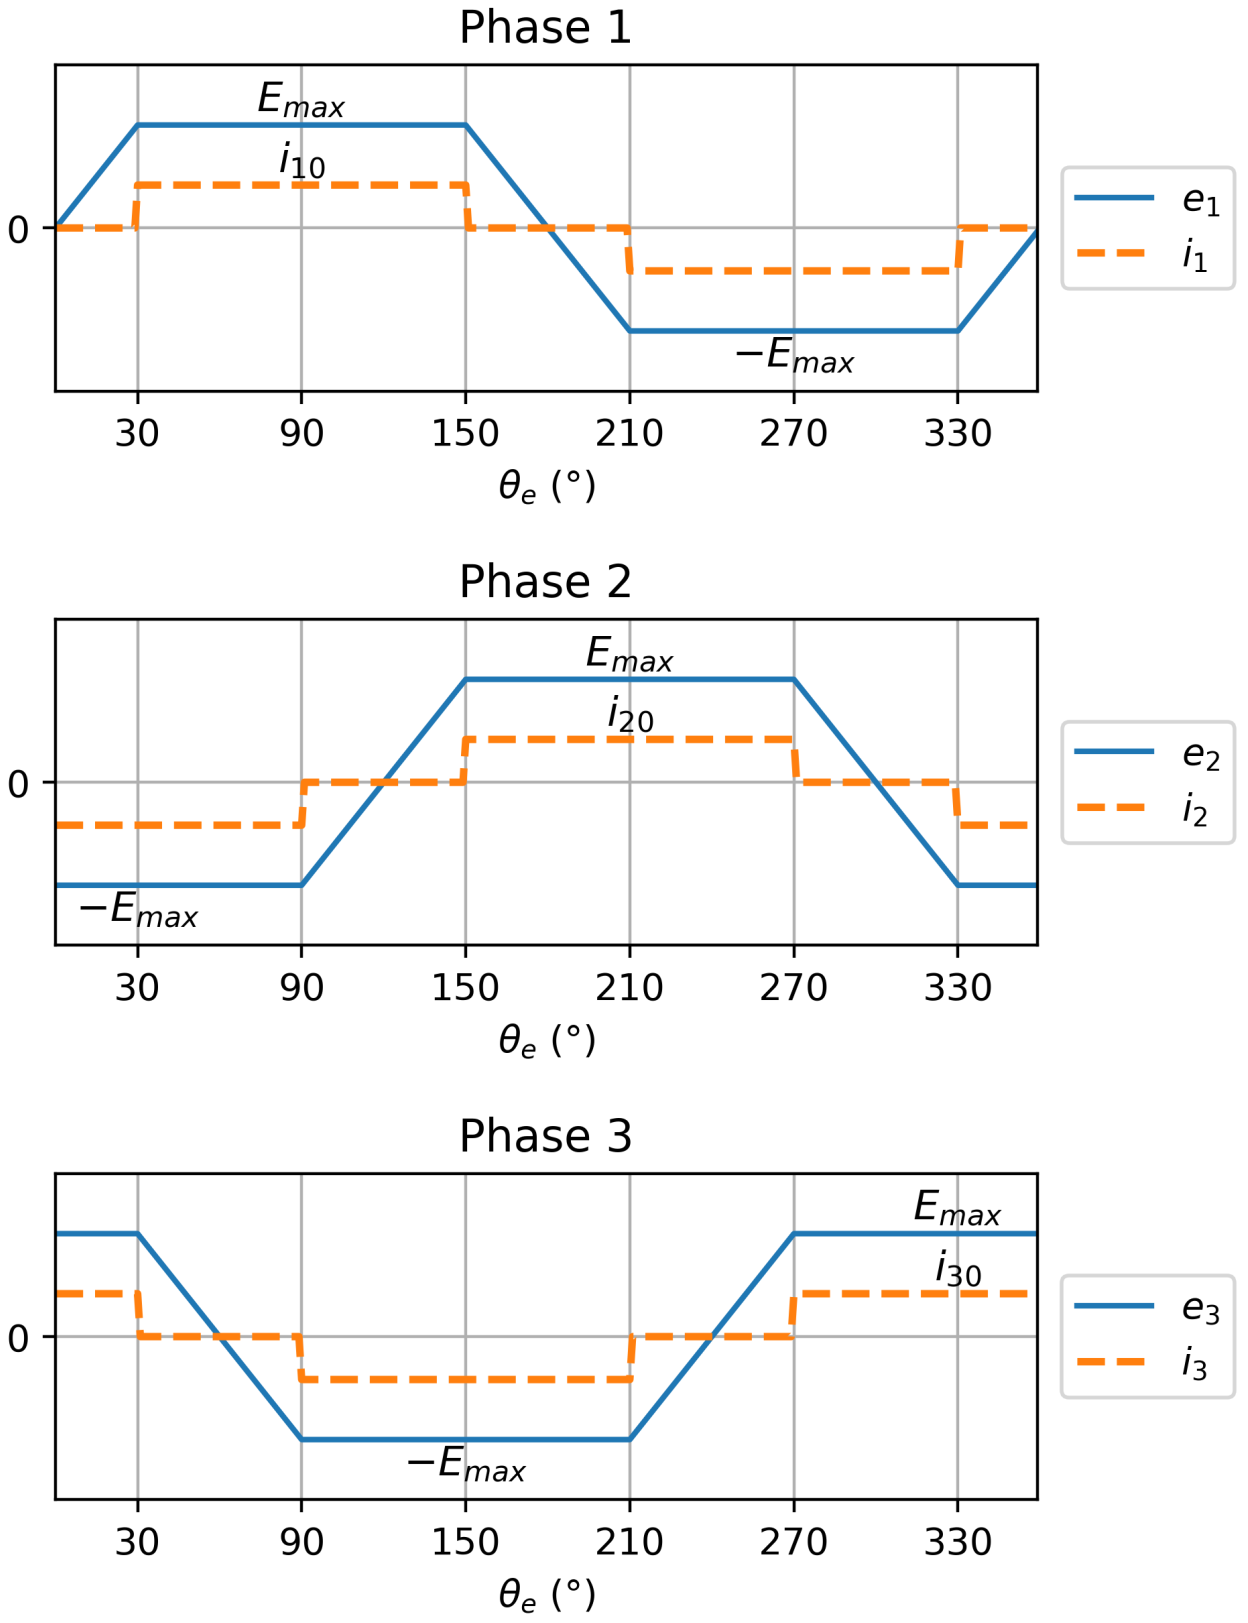 Phase 1
E_max
i_10
0
−E_max
30 90 150 210 270 330
θ_e (°)
e_1
i_1
Phase 2
E_max
i_20
0
−E_max
30 90 150 210 270 330
θ_e (°)
e_2
i_2
Phase 3
E_max
i_30
0
−E_max
30 90 150 210 270 330
θ_e (°)
e_3
i_3